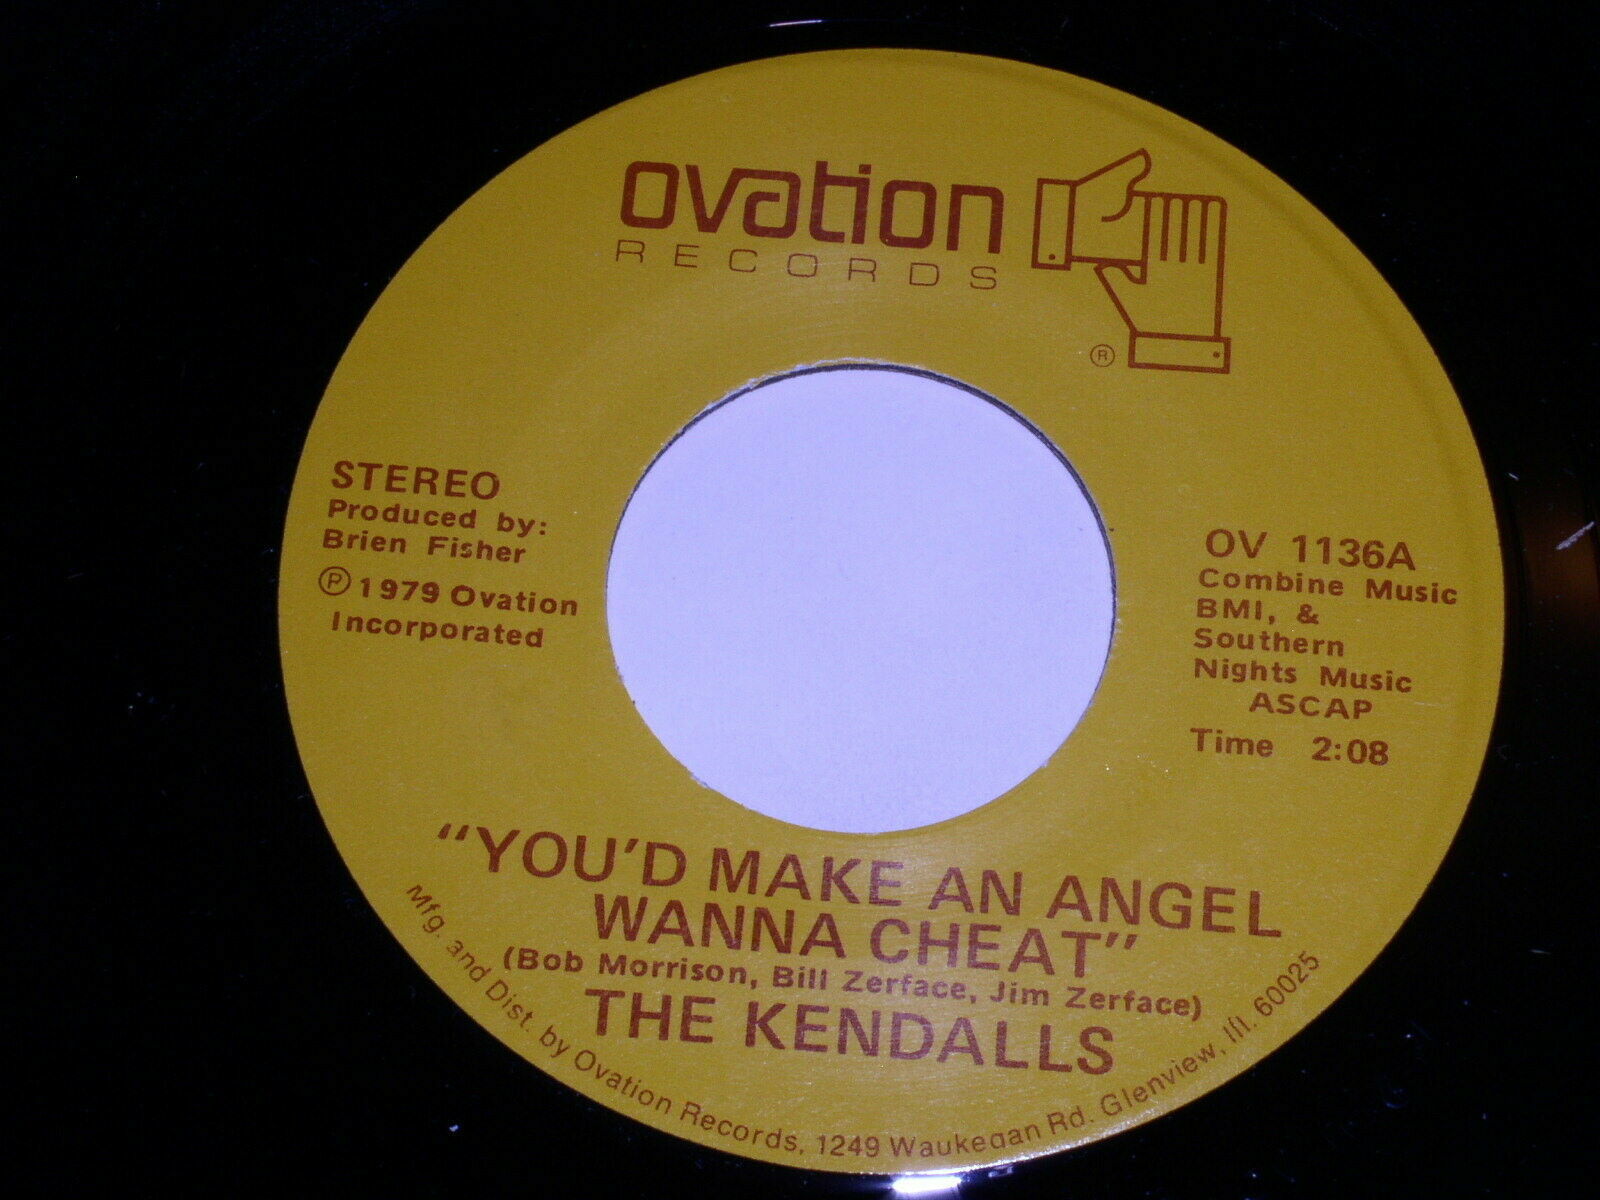 ovation
RECORDS
®
STEREO
Produced by:
Brien Fisher
℗ 1979 Ovation
Incorporated
OV 1136A
Combine Music
BMI, &
Southern
Nights Music
ASCAP
Time 2:08
"YOU'D MAKE AN ANGEL
WANNA CHEAT"
(Bob Morrison, Bill Zerface, Jim Zerface)
THE KENDALLS
Mfg. and Dist. by Ovation Records, 1249 Waukegan Rd. Glenview, Ill. 60025